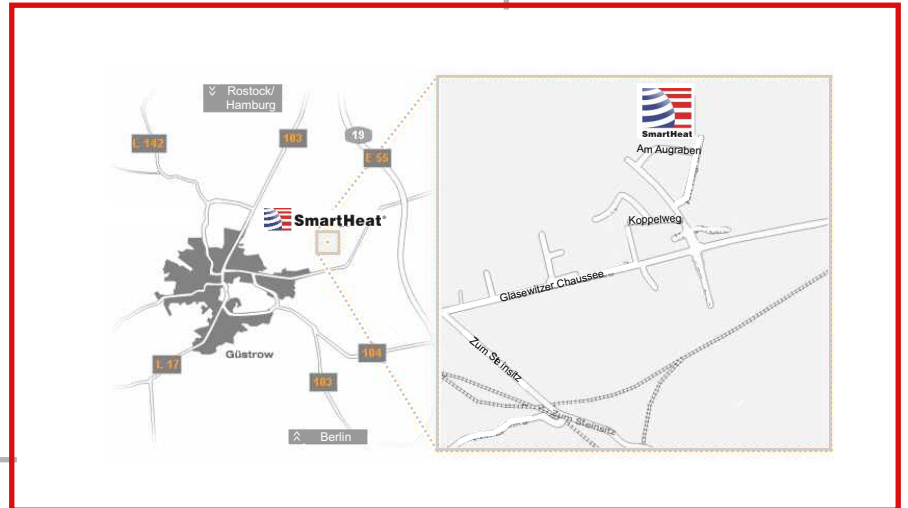 Rostock/
Hamburg
L 142
103
19
E 55
SmartHeat
Güstrow
L 17
104
103
Berlin
SmartHeat
Am Augraben
Koppelweg
Glasewitzer Chaussee
Zum Steinsitz
Zum Steinsitz